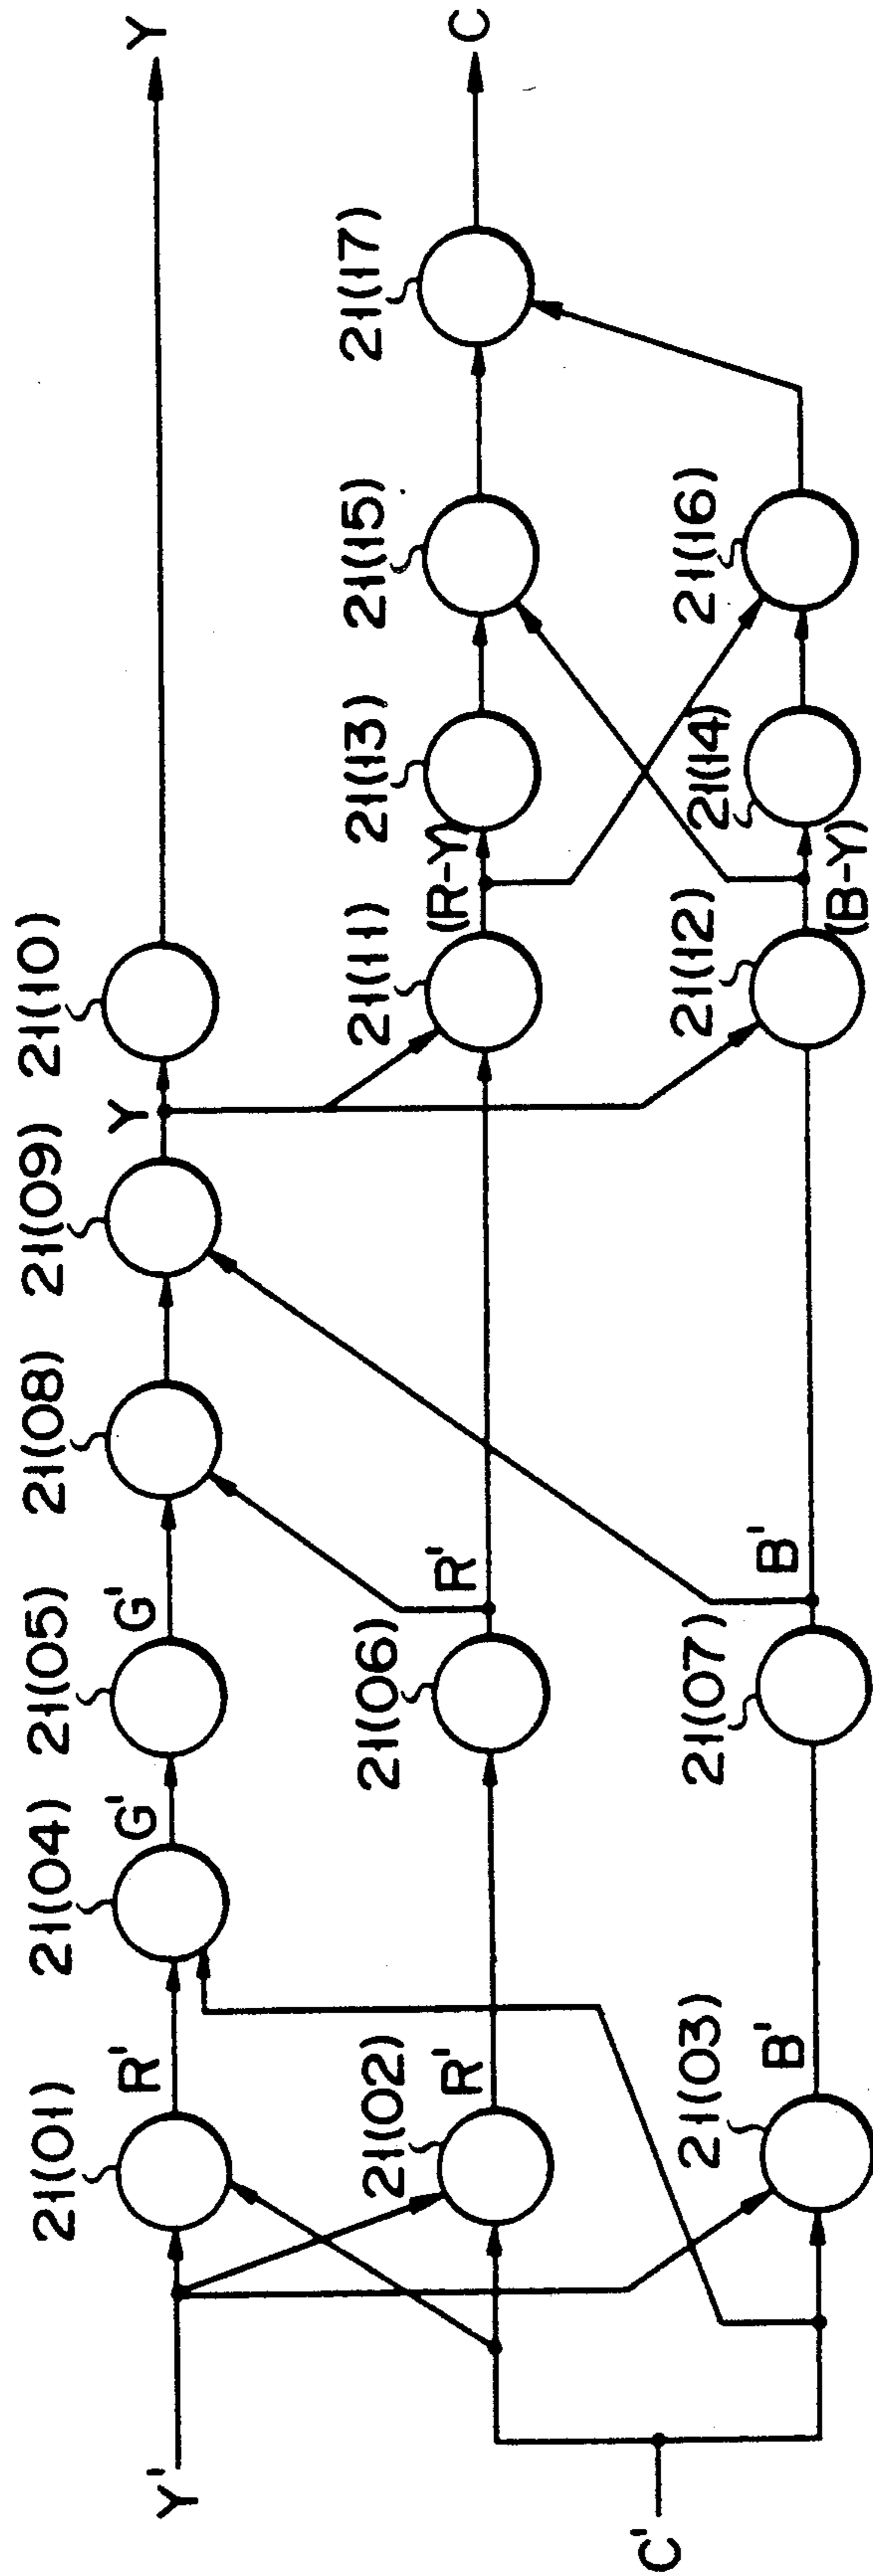 Y'
C'
21(01)
R'
21(02)
R'
21(03)
B'
21(04)
G'
21(05)
G'
21(06)
R'
21(07)
B'
21(08)
21(09)
Y
21(10)
21(11)
(R-Y)
21(12)
(B-Y)
21(13)
21(14)
21(15)
21(16)
21(17)
Y
C